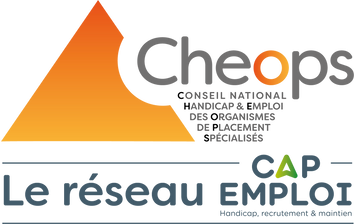 Cheops
CONSEIL NATIONAL
HANDICAP & EMPLOI
DES ORGANISMES
DE PLACEMENT
SPÉCIALISÉS
Le réseau CAP EMPLOI
Handicap, recrutement & maintien